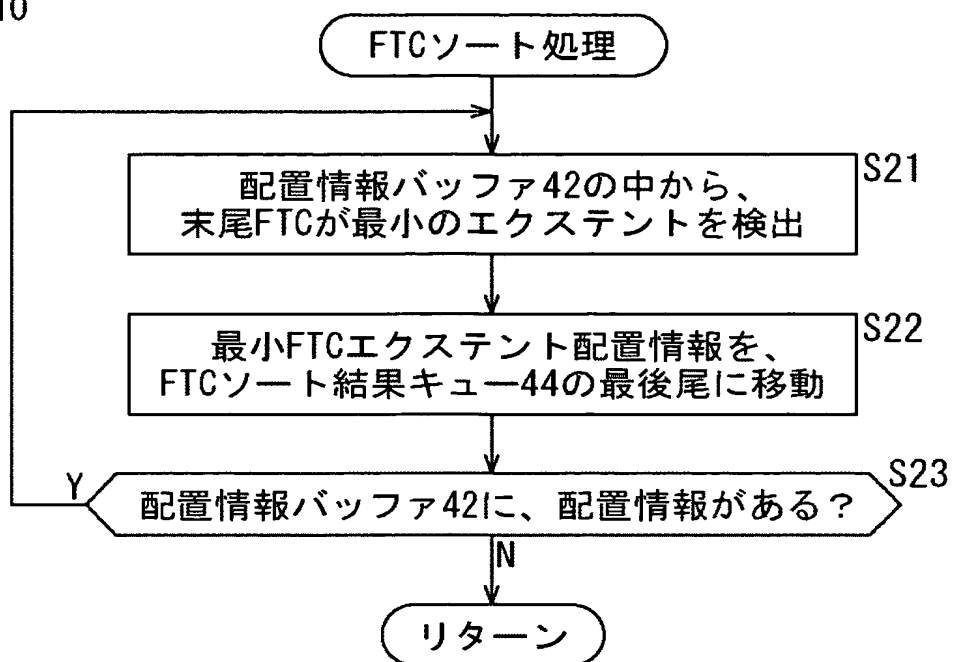 10
FTCソート処理
S21
配置情報バッファ42の中から、
末尾FTCが最小のエクステントを検出
S22
最小FTCエクステント配置情報を、
FTCソート結果キュー44の最後尾に移動
S23
Y
配置情報バッファ42に、配置情報がある？
N
リターン